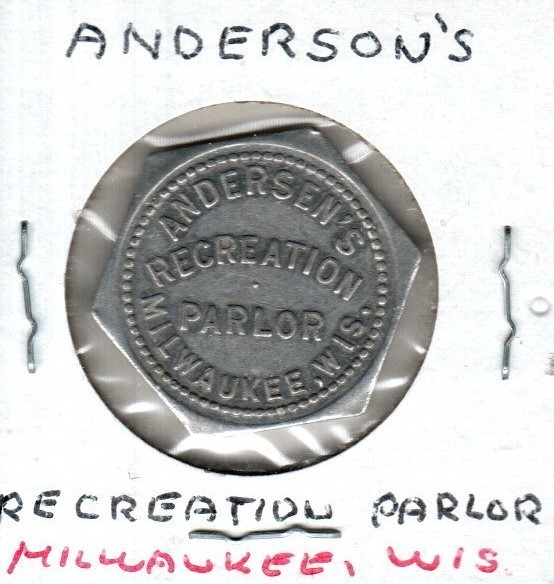 ANDERSON'S
ANDERSEN'S
RECREATION
PARLOR
MILWAUKEE, WIS.
RECREATION PARLOR
MILWAUKEE, WIS.